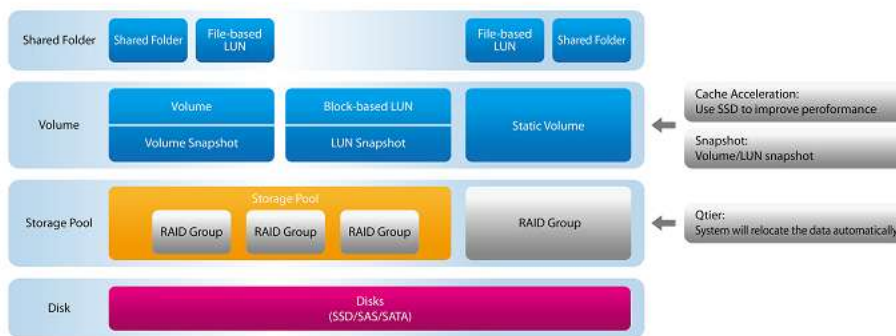 Shared Folder
Shared Folder
File-based
LUN
File-based
LUN
Shared Folder
Volume
Volume
Volume Snapshot
Block-based LUN
LUN Snapshot
Static Volume
Cache Acceleration:
Use SSD to improve peroformance
Snapshot:
Volume/LUN snapshot
Storage Pool
Storage Pool
RAID Group
RAID Group
RAID Group
RAID Group
Qtier:
System will relocate the data automatically
Disk
Disks
(SSD/SAS/SATA)